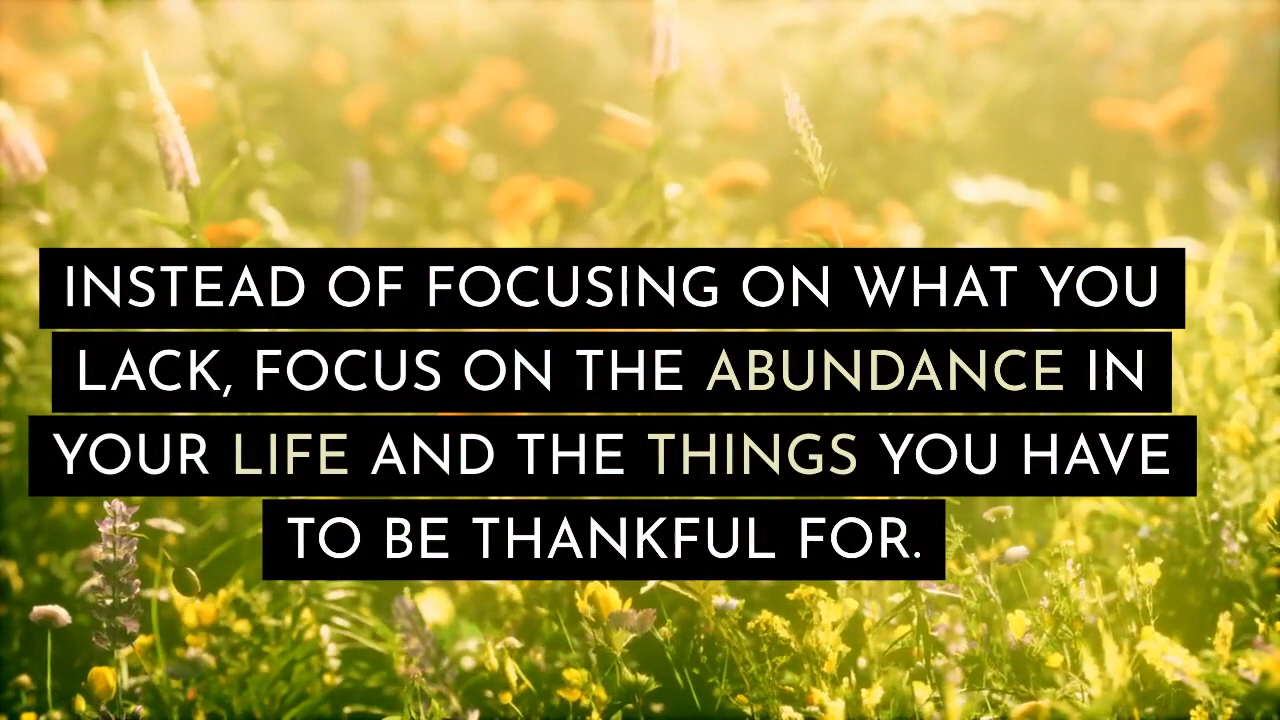 INSTEAD OF FOCUSING ON WHAT YOU
LACK, FOCUS ON THE ABUNDANCE IN
YOUR LIFE AND THE THINGS YOU HAVE
TO BE THANKFUL FOR.